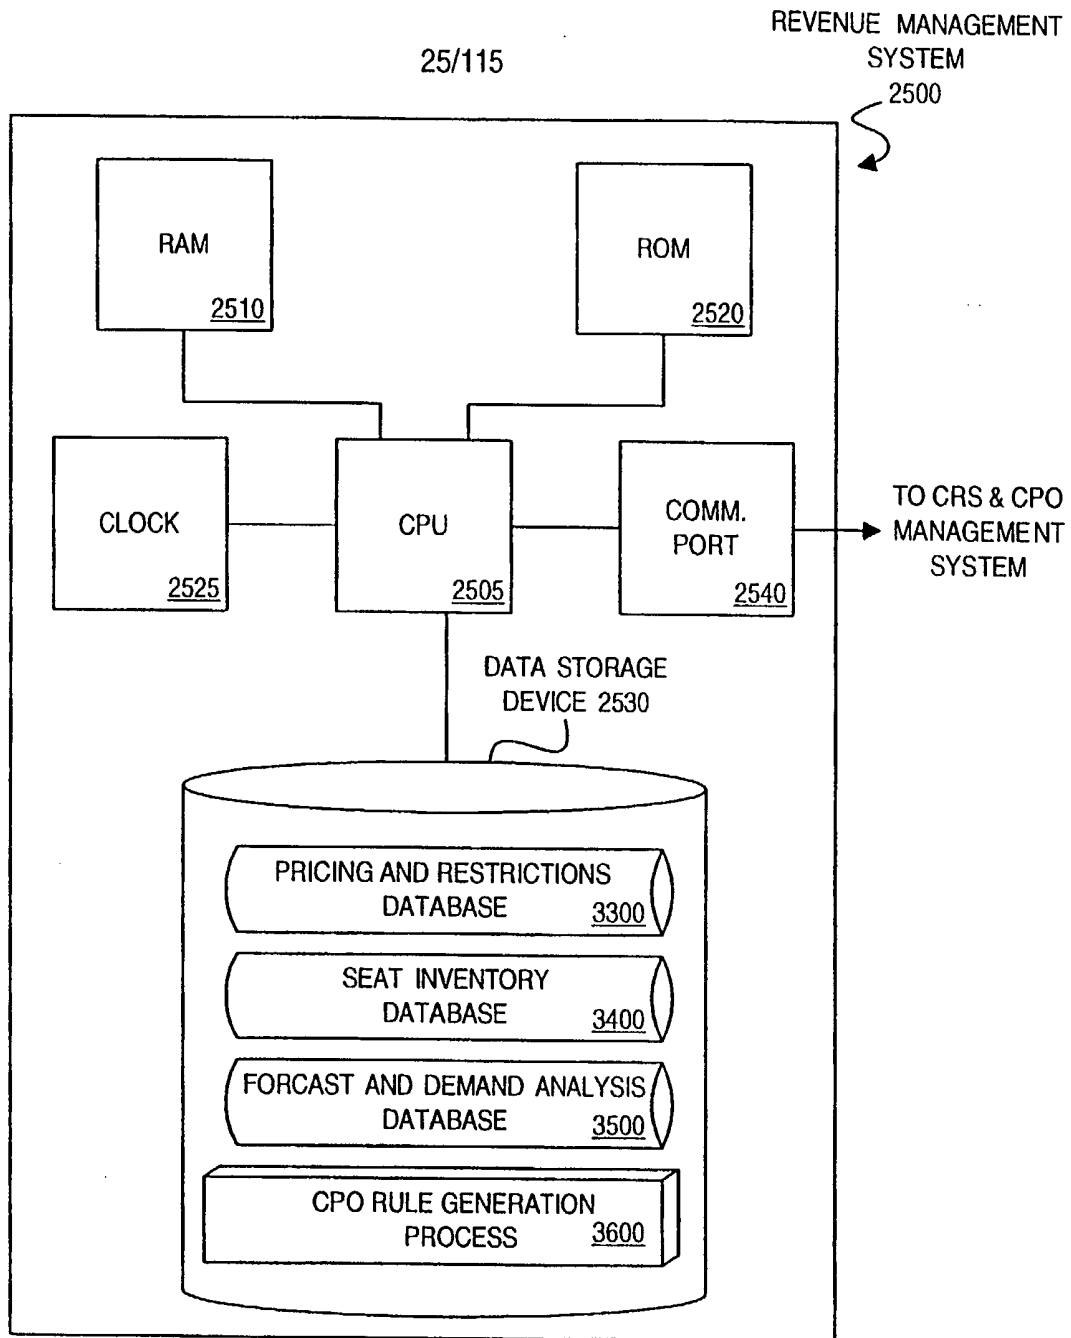 25/115
REVENUE MANAGEMENT
SYSTEM
2500
RAM
2510
ROM
2520
CLOCK
2525
CPU
2505
COMM.
PORT
2540
TO CRS & CPO
MANAGEMENT
SYSTEM
DATA STORAGE
DEVICE 2530
PRICING AND RESTRICTIONS
DATABASE 3300
SEAT INVENTORY
DATABASE 3400
FORCAST AND DEMAND ANALYSIS
DATABASE 3500
CPO RULE GENERATION
PROCESS 3600